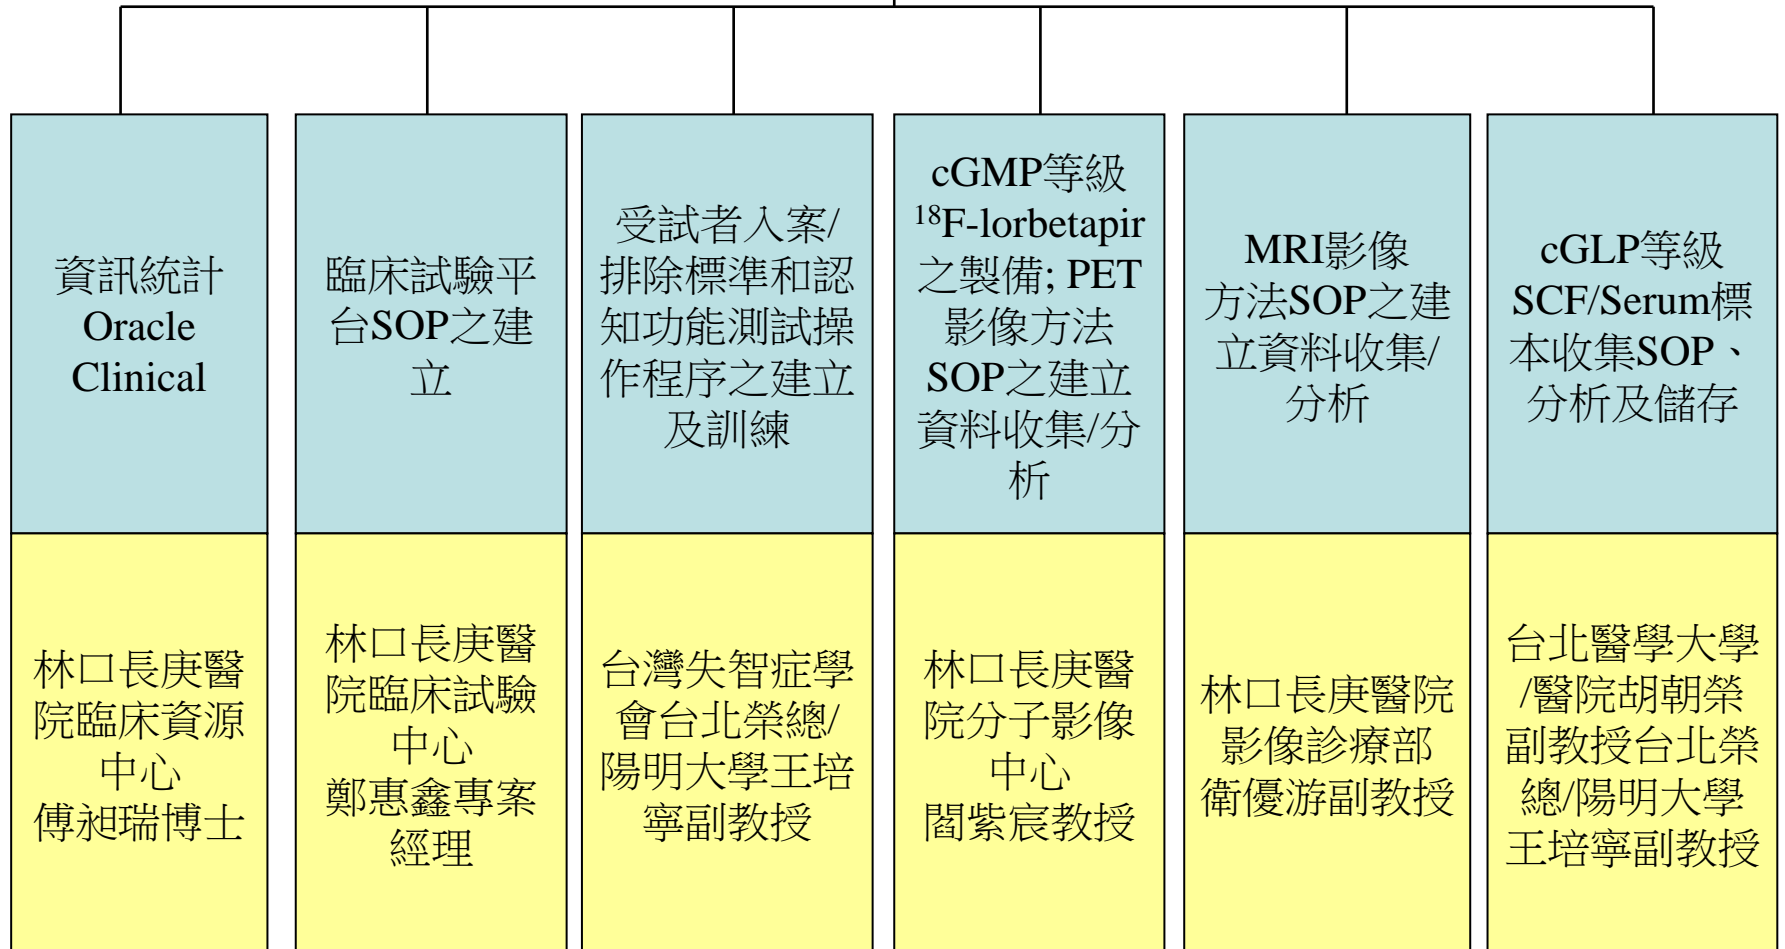 資訊統計
Oracle
Clinical
臨床試驗平
台SOP之建
立
受試者入案/
排除標準和認
知功能測試操
作程序之建立
及訓練
cGMP等級
¹⁸F-lorbetapir
之製備; PET
影像方法
SOP之建立
資料收集/分
析
MRI影像
方法SOP之建
立資料收集/
分析
cGLP等級
SCF/Serum標
本收集SOP、
分析及儲存
林口長庚醫
院臨床資源
中心
傅昶瑞博士
林口長庚醫
院臨床試驗
中心
鄭惠鑫專案
經理
台灣失智症學
會台北榮總/
陽明大學王培
寧副教授
林口長庚醫
院分子影像
中心
閻紫宸教授
林口長庚醫院
影像診療部
衛優游副教授
台北醫學大學
/醫院胡朝榮
副教授台北榮
總/陽明大學
王培寧副教授